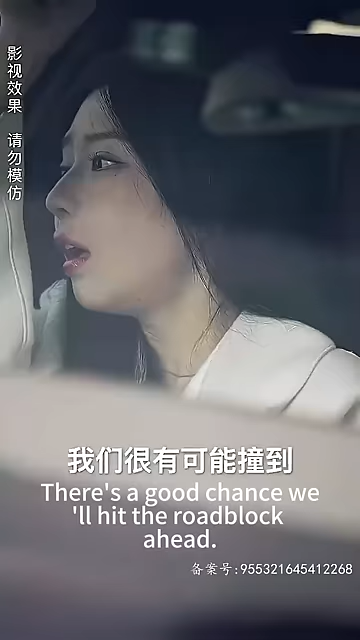 影视效果 请勿模仿
我们很有可能撞到
There's a good chance we
'll hit the roadblock
ahead.
备案号:955321645412268